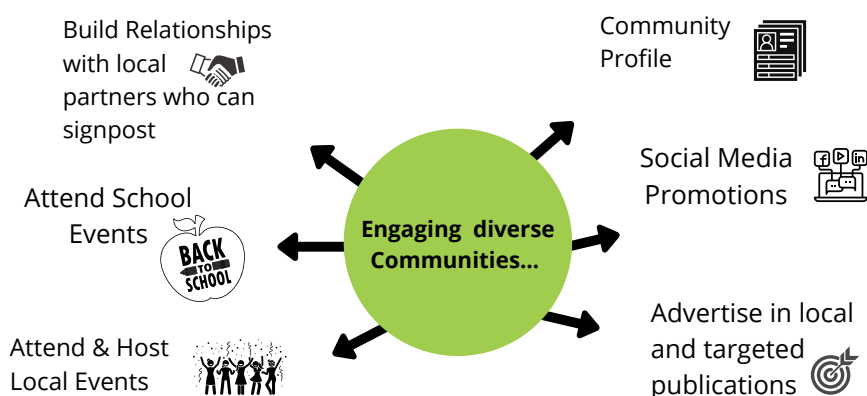 Build Relationships
with local
partners who can
signpost
Community
Profile
Attend School
Events
BACK
TO
SCHOOL
Engaging diverse
Communities...
Social Media
Promotions
Attend & Host
Local Events
Advertise in local
and targeted
publications